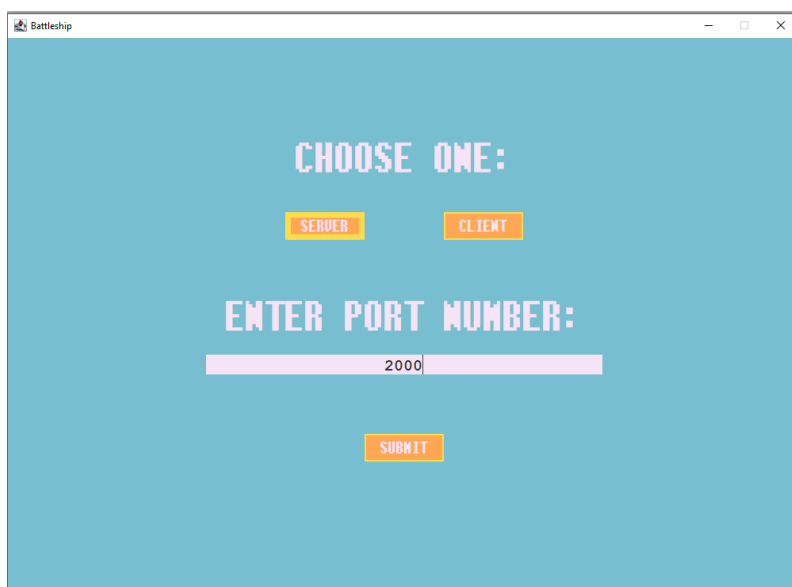 Battleship
CHOOSE ONE:
SERVER CLIENT
ENTER PORT NUMBER:
2000
SUBMIT